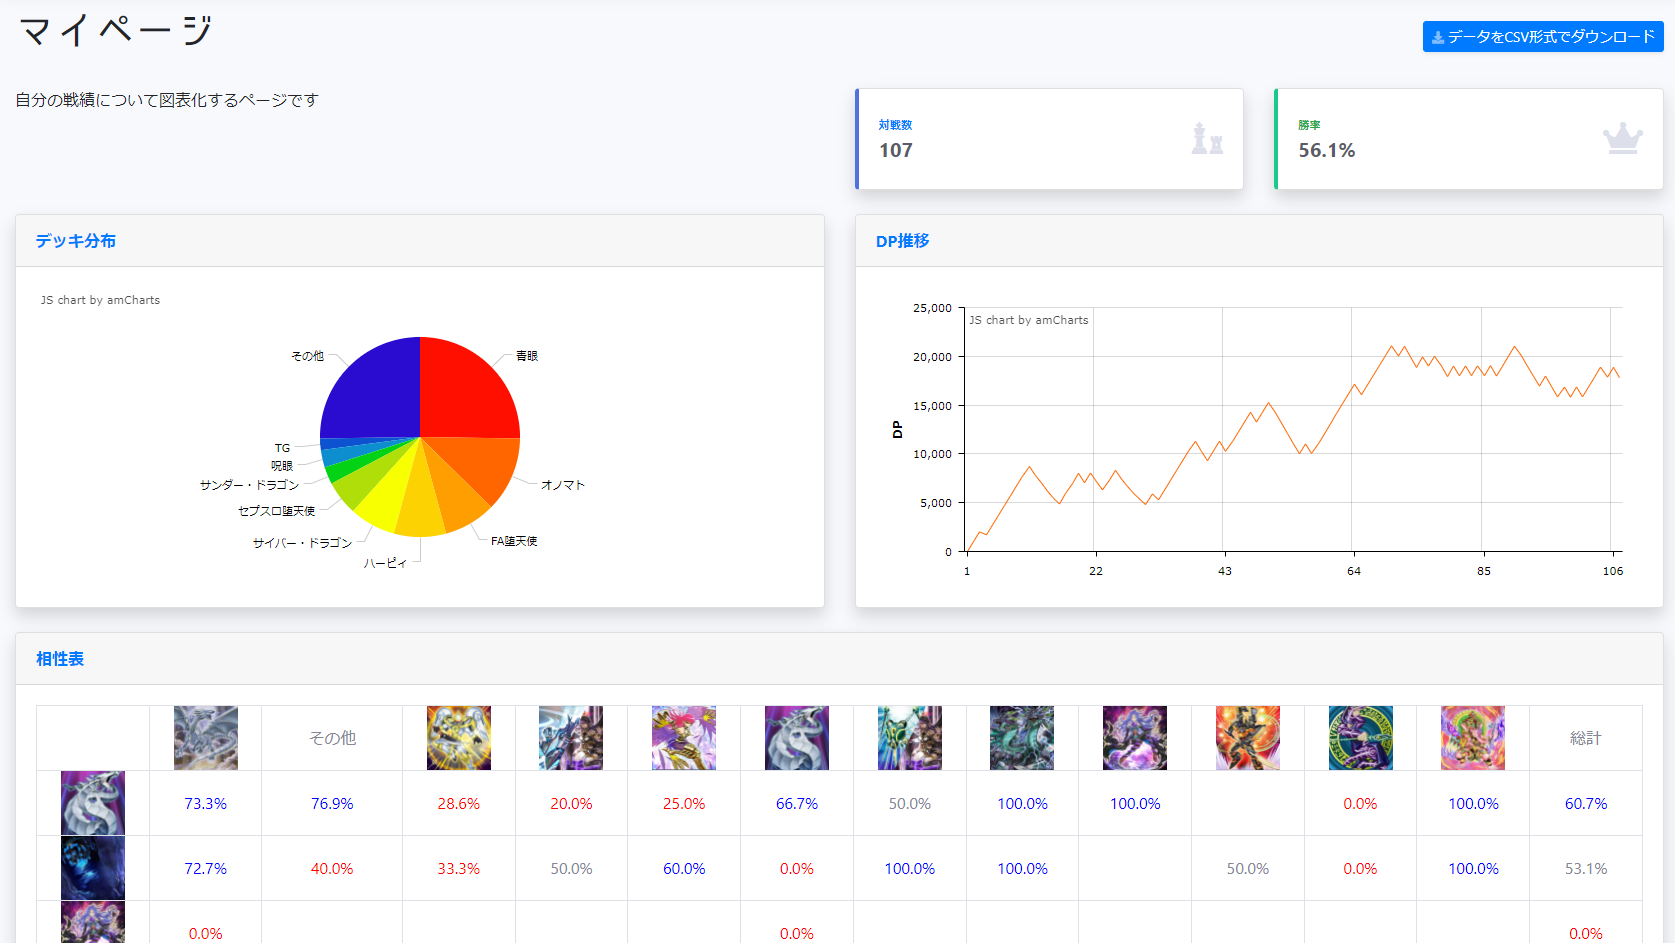 マイページ
データをCSV形式でダウンロード
自分の戦績について図表化するページです
対戦数
107
勝率
56.1%
デッキ分布
JS chart by amCharts
その他
青眼
TG
呪眼
サンダー・ドラゴン
オノマト
セプスロ堕天使
サイバー・ドラゴン
FA堕天使
ハーピィ
DP推移
25,000
JS chart by amCharts
20,000
15,000
DP
10,000
5,000
0
1 22 43 64 85 106
相性表
その他 総計
73.3% 76.9% 28.6% 20.0% 25.0% 66.7% 50.0% 100.0% 100.0% 0.0% 100.0% 60.7%
72.7% 40.0% 33.3% 50.0% 60.0% 0.0% 100.0% 100.0% 50.0% 0.0% 100.0% 53.1%
0.0% 0.0% 0.0%